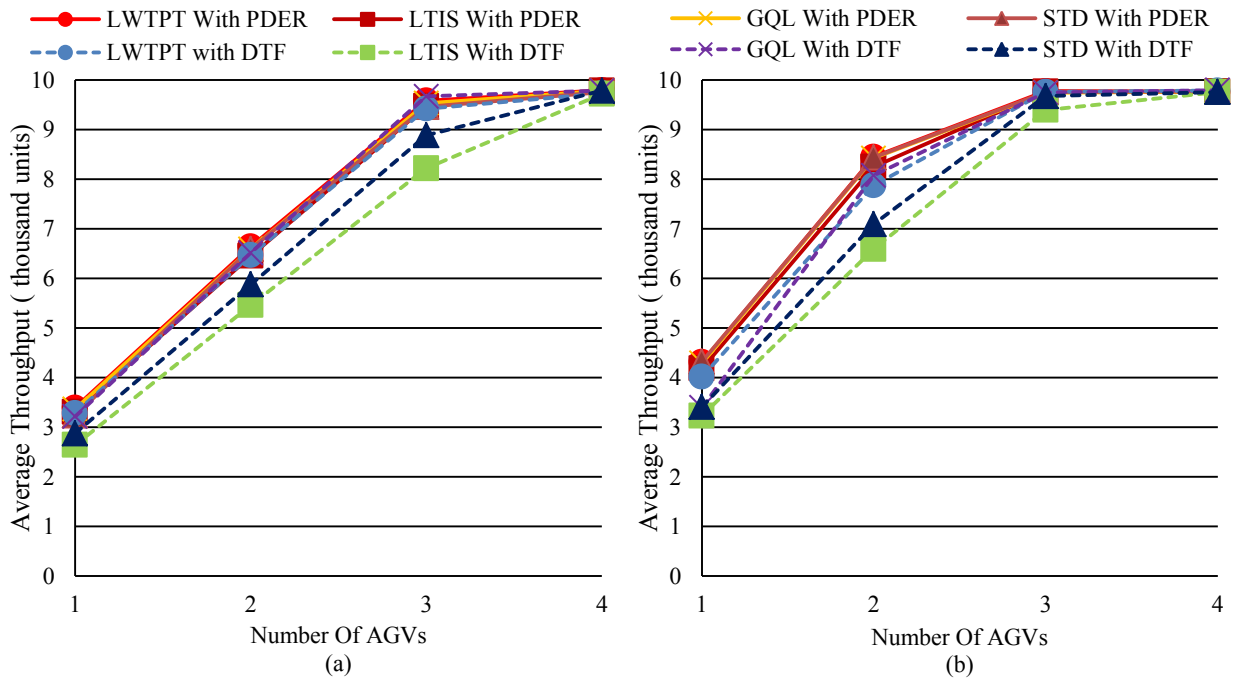 LWTPT With PDER
LTIS With PDER
GQL With PDER
STD With PDER
LWTPT with DTF
LTIS With DTF
GQL With DTF
STD With DTF
Average Throughput ( thousand units)
10
9
8
7
6
5
4
3
2
1
0
1
2
3
4
Number Of AGVs
(a)
Average Throughput ( thousand units)
10
9
8
7
6
5
4
3
2
1
0
1
2
3
4
Number Of AGVs
(b)